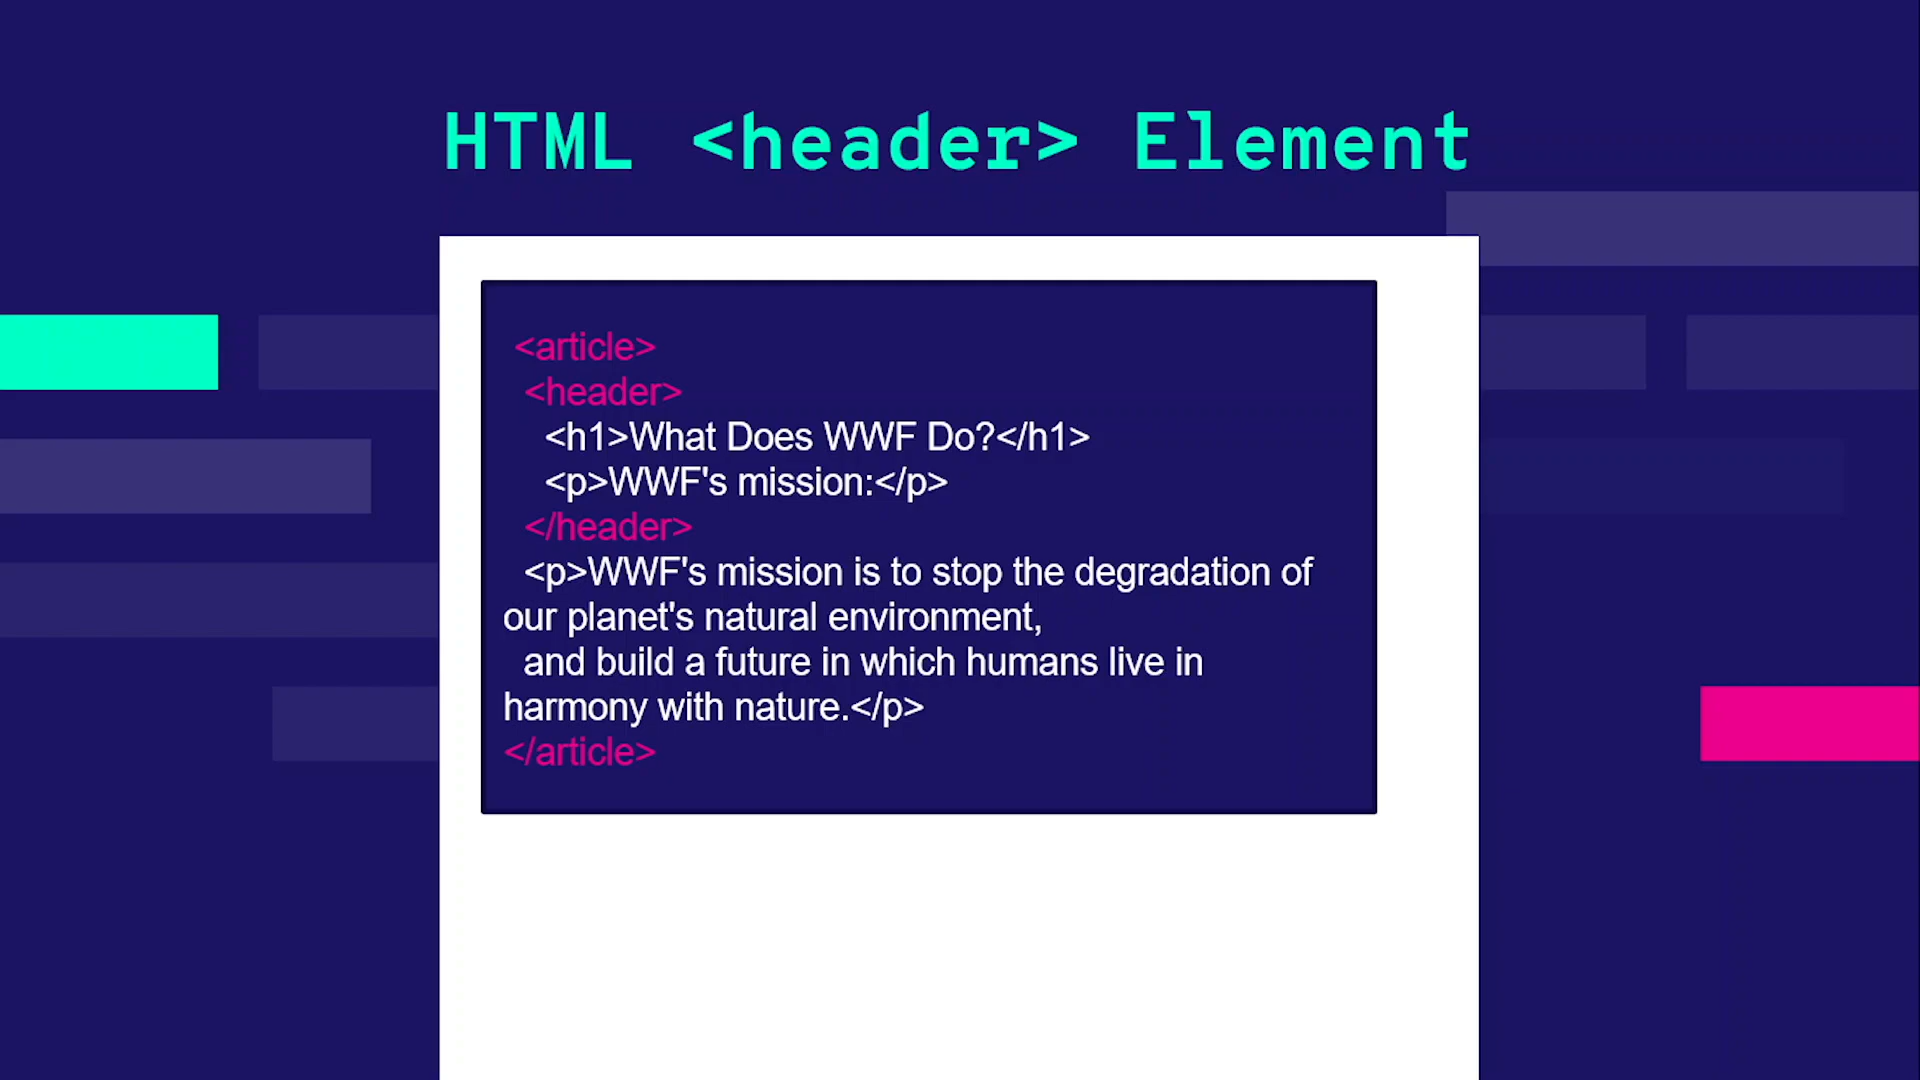 HTML <header> Element
<article>
<header>
<h1>What Does WWF Do?</h1>
<p>WWF's mission:</p>
</header>
<p>WWF's mission is to stop the degradation of
our planet's natural environment,
and build a future in which humans live in
harmony with nature.</p>
</article>